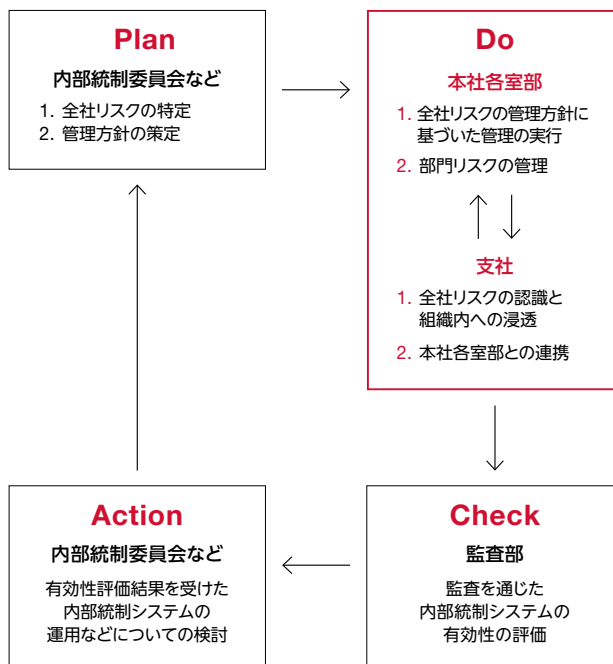 Plan
内部統制委員会など
1. 全社リスクの特定
2. 管理方針の策定
Do
本社各室部
1. 全社リスクの管理方針に
基づいた管理の実行
2. 部門リスクの管理
支社
1. 全社リスクの認識と
組織内への浸透
2. 本社各室部との連携
Action
内部統制委員会など
有効性評価結果を受けた
内部統制システムの
運用などについての検討
Check
監査部
監査を通じた
内部統制システムの
有効性の評価